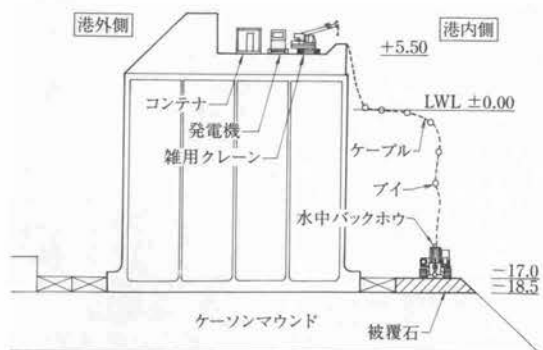 港外側
港内側
+5.50
コンテナ
発電機
雑用クレーン
LWL ±0.00
ケーブル
ブイ
水中バックホウ
-17.0
-18.5
ケーソンマウンド
被覆石